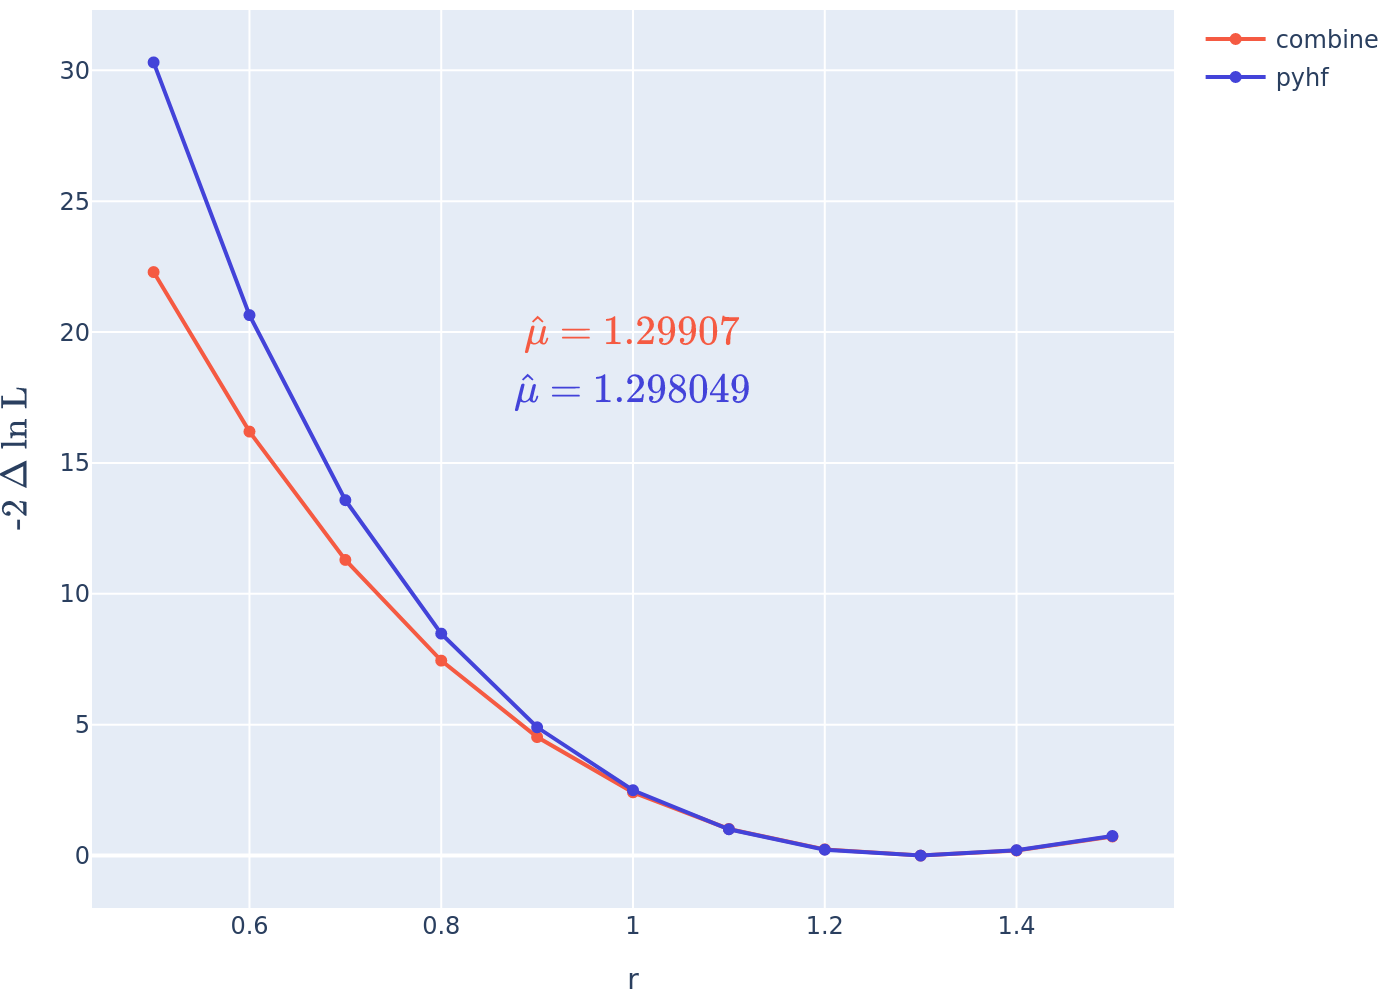 combine
pyhf
30
25
20
15
10
5
0
-2 Δ ln L
μ̂ = 1.29907
μ̂ = 1.298049
0.6 0.8 1 1.2 1.4
r